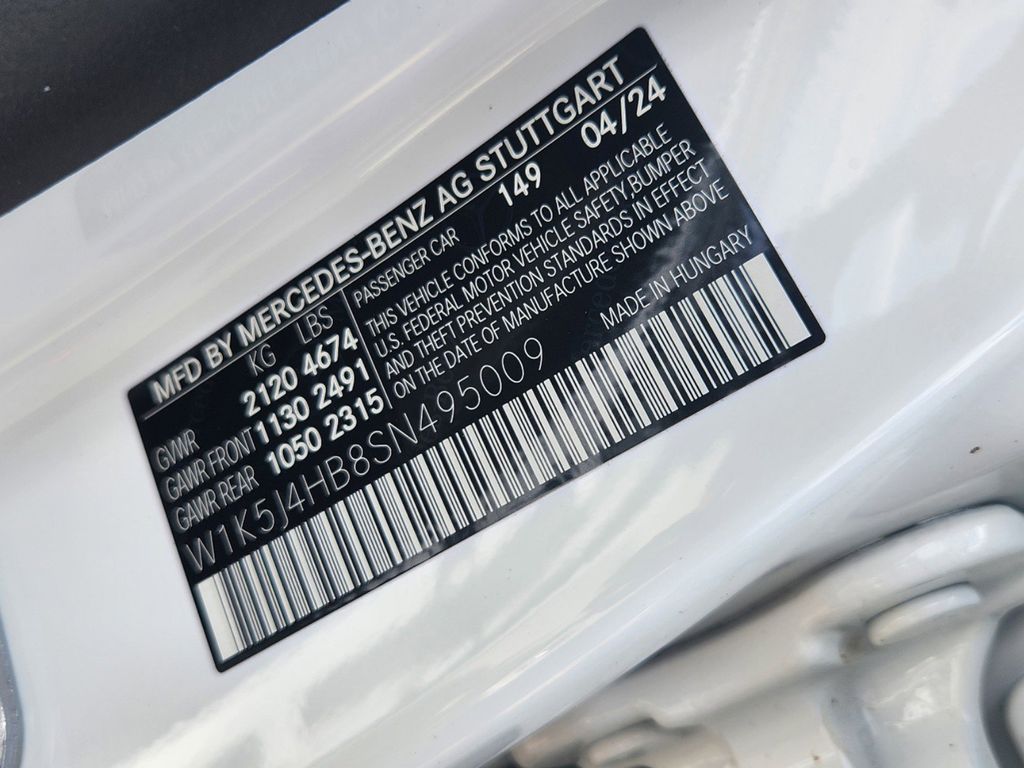 MFD BY MERCEDES-BENZ AG STUTTGART
KG LBS
149 04/24
GVWR 2120 4674
GAWR FRONT 1130 2491
GAWR REAR 1050 2315
PASSENGER CAR
THIS VEHICLE CONFORMS TO ALL APPLICABLE
U.S. FEDERAL MOTOR VEHICLE SAFETY BUMPER
AND THEFT PREVENTION STANDARDS IN EFFECT
ON THE DATE OF MANUFACTURE SHOWN ABOVE
MADE IN HUNGARY
W1K5J4HB8SN495009